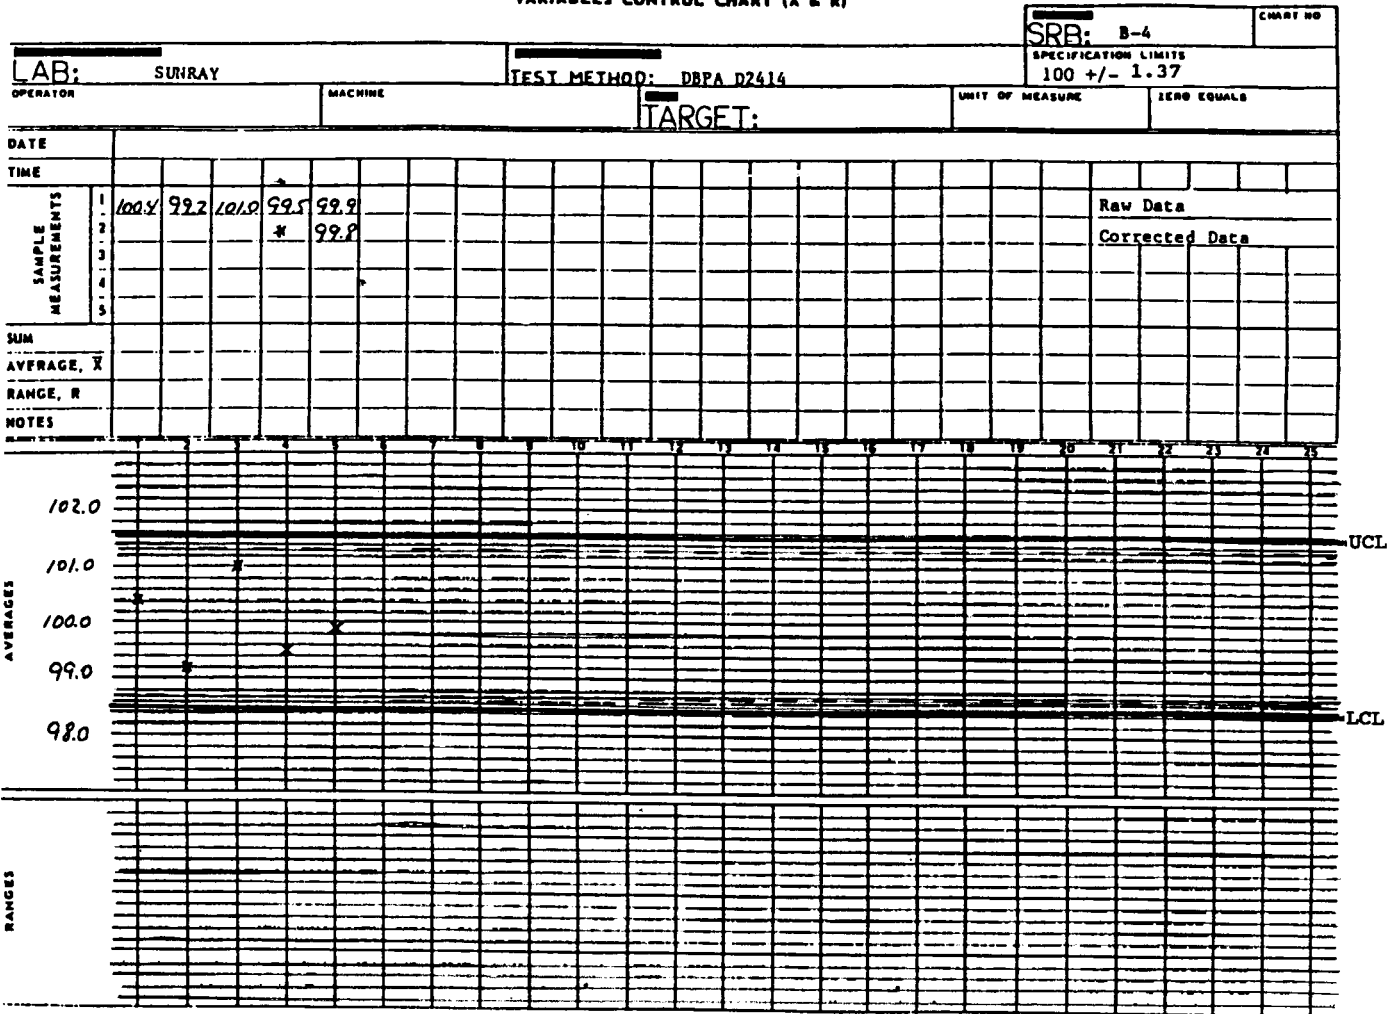 VARIABLES CONTROL CHART (X & R)
SRB: B-4
CHART NO
LAB: SUNRAY
TEST METHOD: DBPA D2414
SPECIFICATION LIMITS
100 +/- 1.37
OPERATOR
MACHINE
TARGET:
UNIT OF MEASURE
ZERO EQUALS
DATE
TIME
SAMPLE MEASUREMENTS
1 100.4 99.2 101.0 99.5 99.9 Raw Data
2 * 99.8 Corrected Data
3
4
5
SUM
AVERAGE, X̄
RANGE, R
NOTES
1 2 3 4 5 6 7 8 9 10 11 12 13 14 15 16 17 18 19 20 21 22 23 24 25
AVERAGES
102.0
UCL
101.0
100.0
99.0
LCL
98.0
RANGES